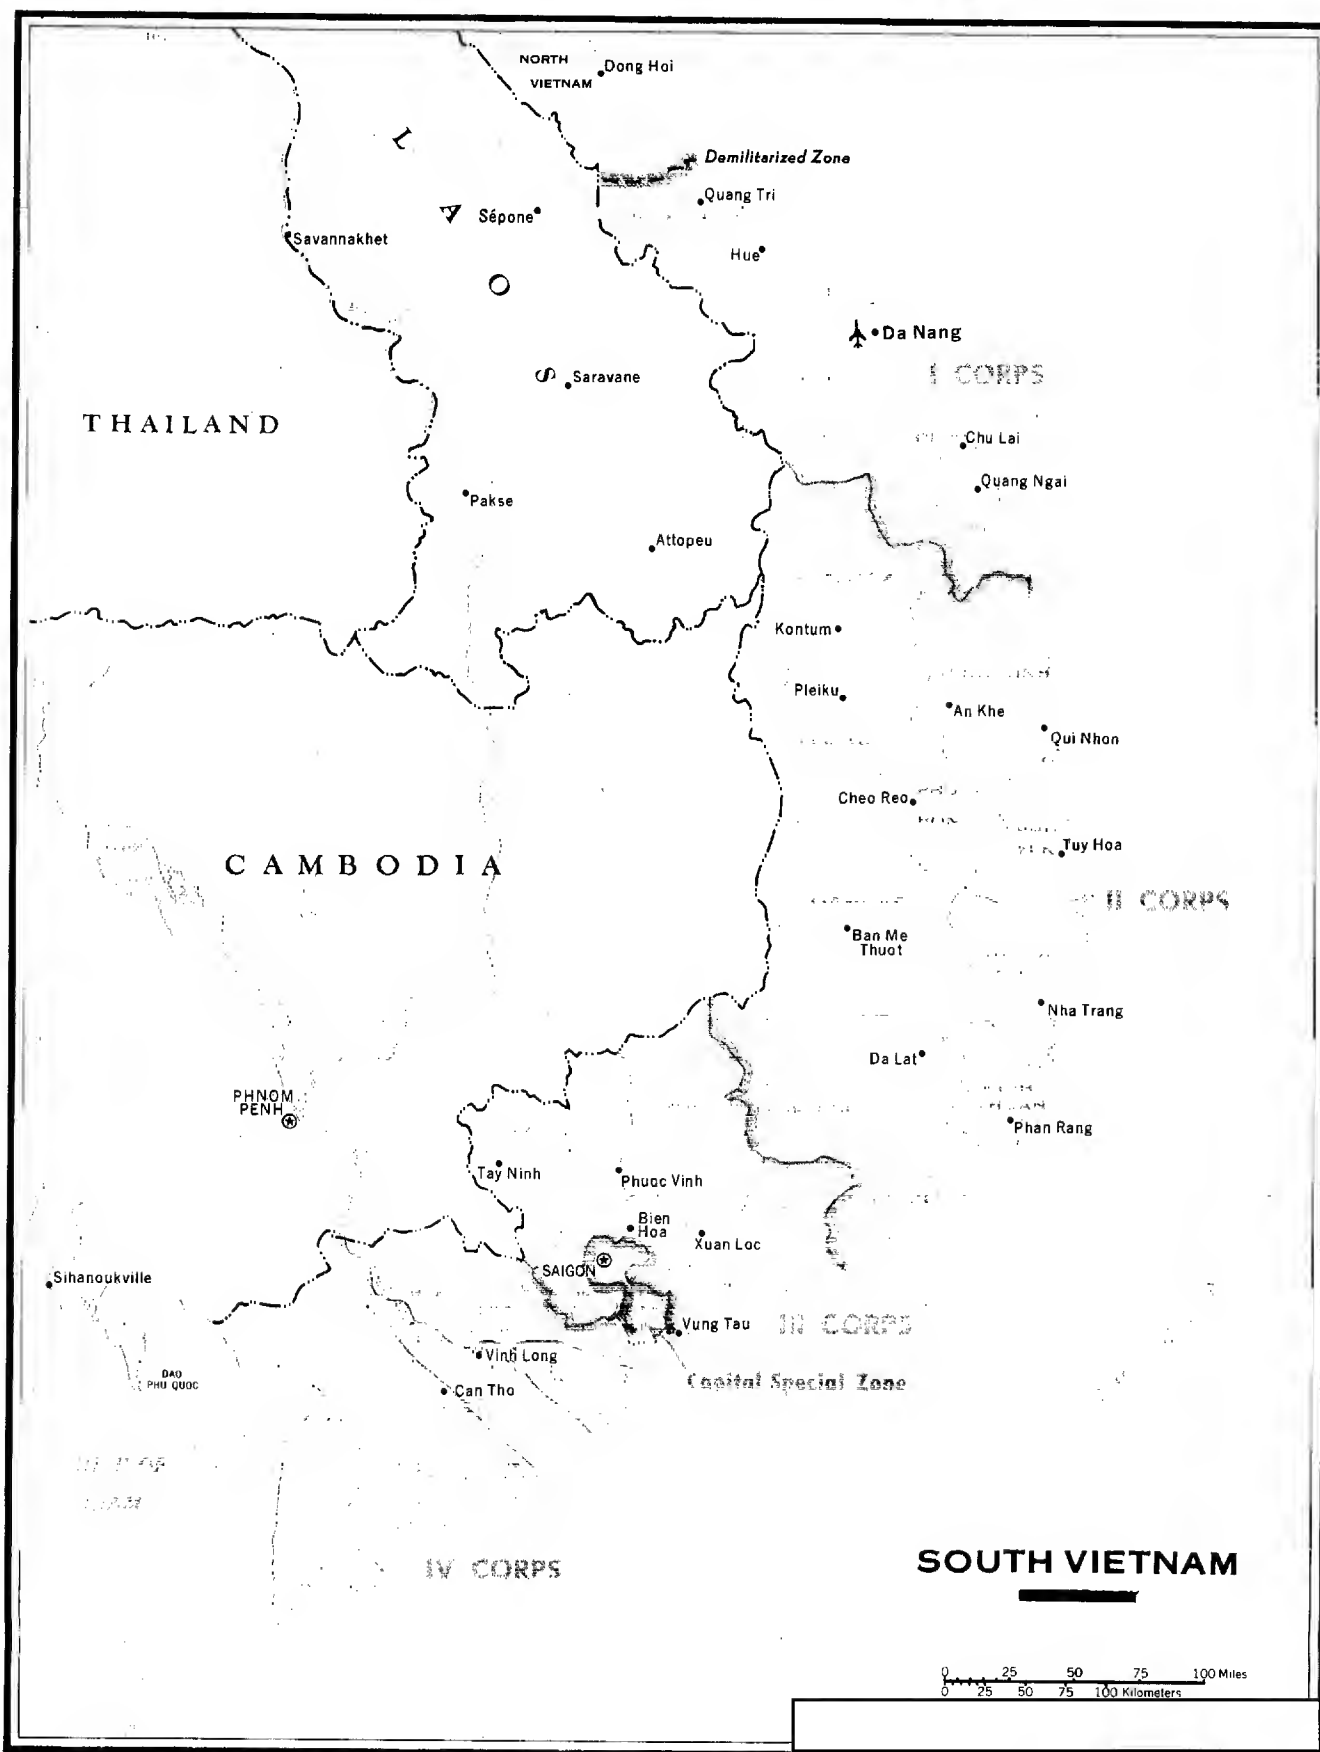 NORTH
VIETNAM
Dong Hoi
L
A
O
S
Demilitarized Zone
Quang Tri
Sépone
Savannakhet
Hue
Da Nang
I CORPS
Saravane
THAILAND
Chu Lai
Quang Ngai
Pakse
Attopeu
Kontum
Pleiku
An Khe
Qui Nhon
Cheo Reo
Tuy Hoa
CAMBODIA
II CORPS
Ban Me
Thuot
Nha Trang
Da Lat
PHNOM
PENH
Phan Rang
Tay Ninh
Phuoc Vinh
Bien
Hoa
Xuan Loc
SAIGON
Sihanoukville
Vung Tau
III CORPS
Vinh Long
Capital Special Zone
DAO
PHU QUOC
Can Tho
IV CORPS
SOUTH VIETNAM
0 25 50 75 100 Miles
0 25 50 75 100 Kilometers